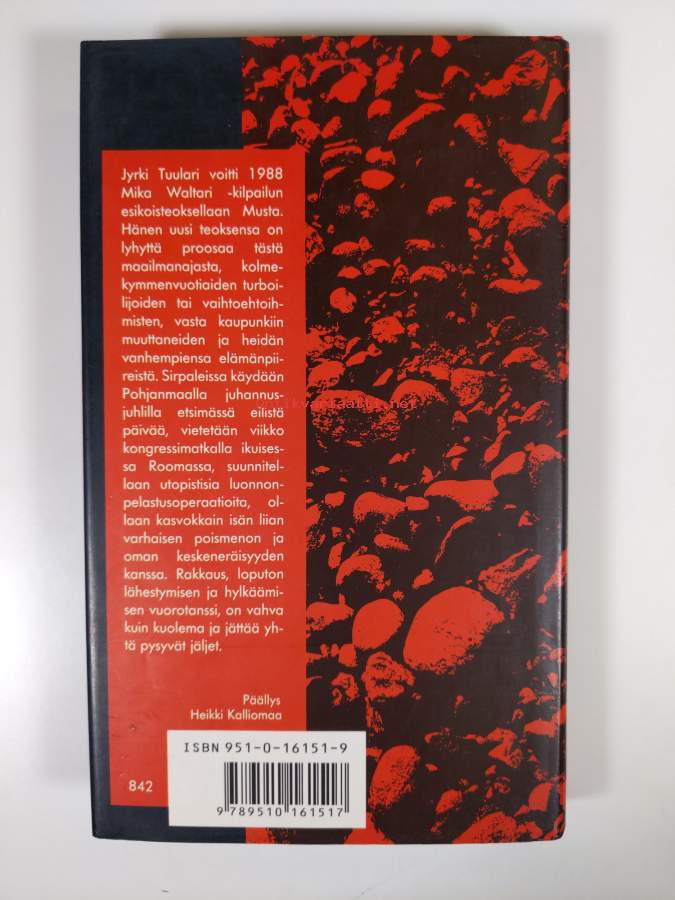 Jyrki Tuulari voitti 1988
Mika Waltari -kilpailun
esikoisteoksellaan Musta.
Hänen uusi teoksensa on
lyhyttä proosaa tästä
maailmanajasta, kolme-
kymmenvuotiaiden turboi-
lijoiden tai vaihtoehtoih-
misten, vasta kaupunkiin
muuttaneiden ja heidän
vanhempiensa elämänpii-
reistä. Sirpaleissa käydään
Pohjanmaalla juhannus-
juhlilla etsimässä eilistä
päivää, vietetään viikko
kongressimatkalla ikuises-
sa Roomassa, suunnitel-
laan utopistisia luonnon-
pelastusoperaatioita, ol-
laan kasvokkain isän liian
varhaisen poismenon ja
oman keskeneräisyyden
kanssa. Rakkaus, loputon
lähestymisen ja hylkäämi-
sen vuorotanssi, on vahva
kuin kuolema ja jättää yh-
tä pysyvät jäljet.
Päällys
Heikki Kalliomaa
842
ISBN 951-0-16151-9
9 789510 161517